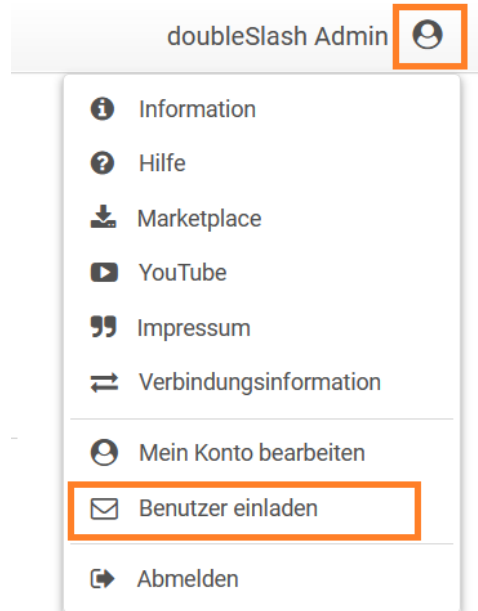 doubleSlash Admin
Information
Hilfe
Marketplace
YouTube
Impressum
Verbindungsinformation
Mein Konto bearbeiten
Benutzer einladen
Abmelden